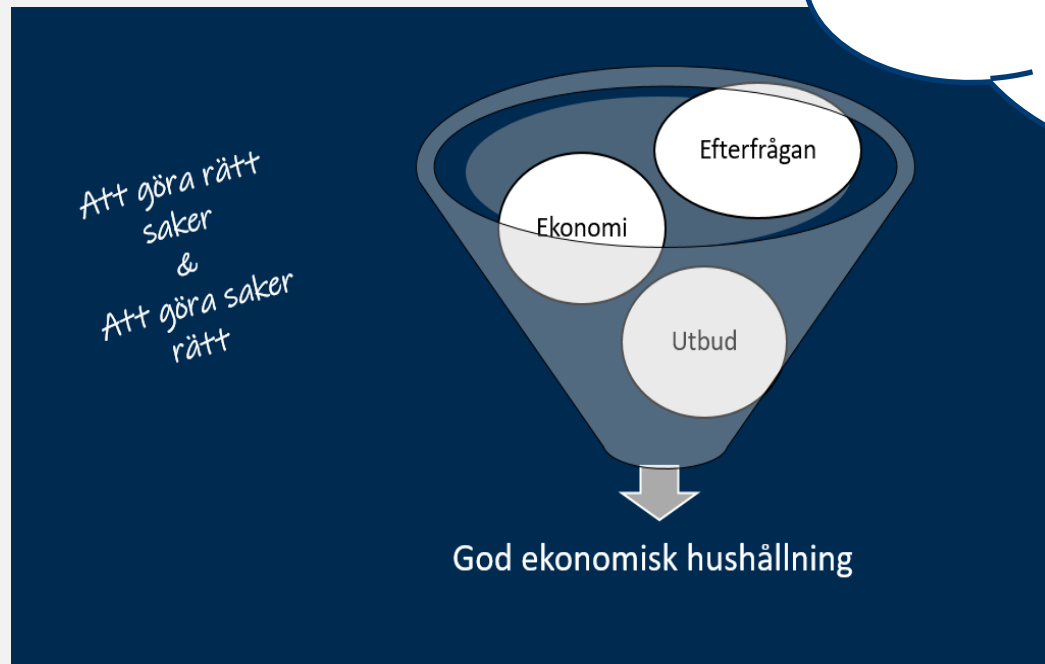 Att göra rätt
saker
&
Att göra saker
rätt
Efterfrågan
Ekonomi
Utbud
God ekonomisk hushållning